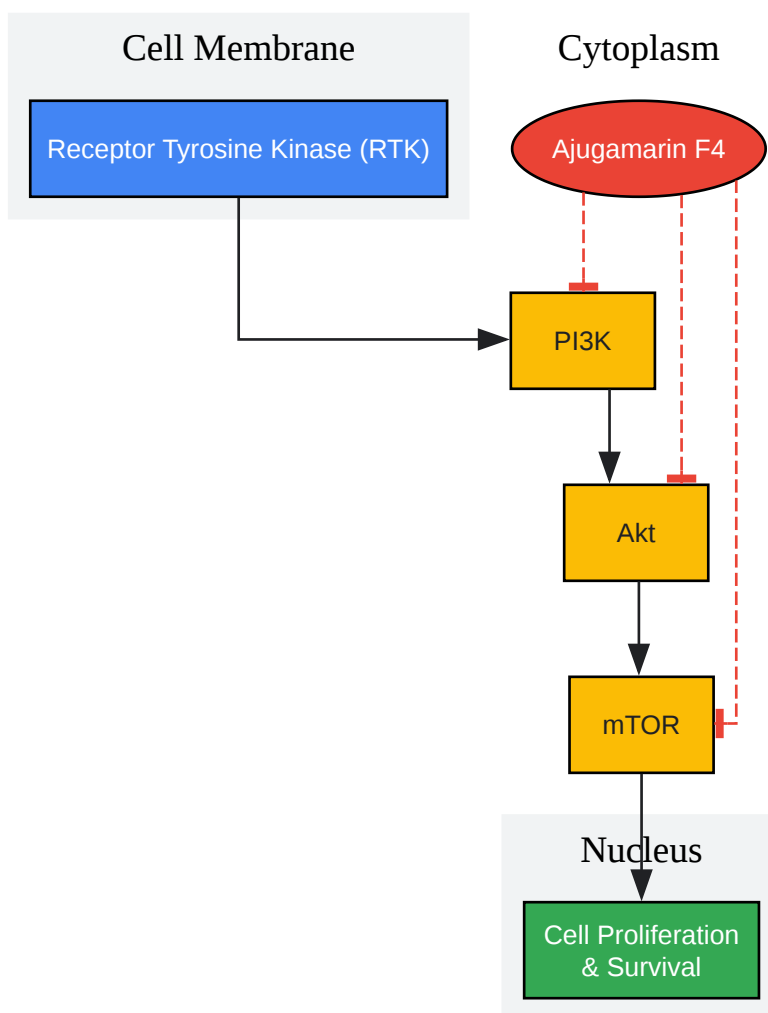 Cell Membrane
Cytoplasm
Receptor Tyrosine Kinase (RTK)
Ajugamarin F4
PI3K
Akt
mTOR
Nucleus
Cell Proliferation
& Survival